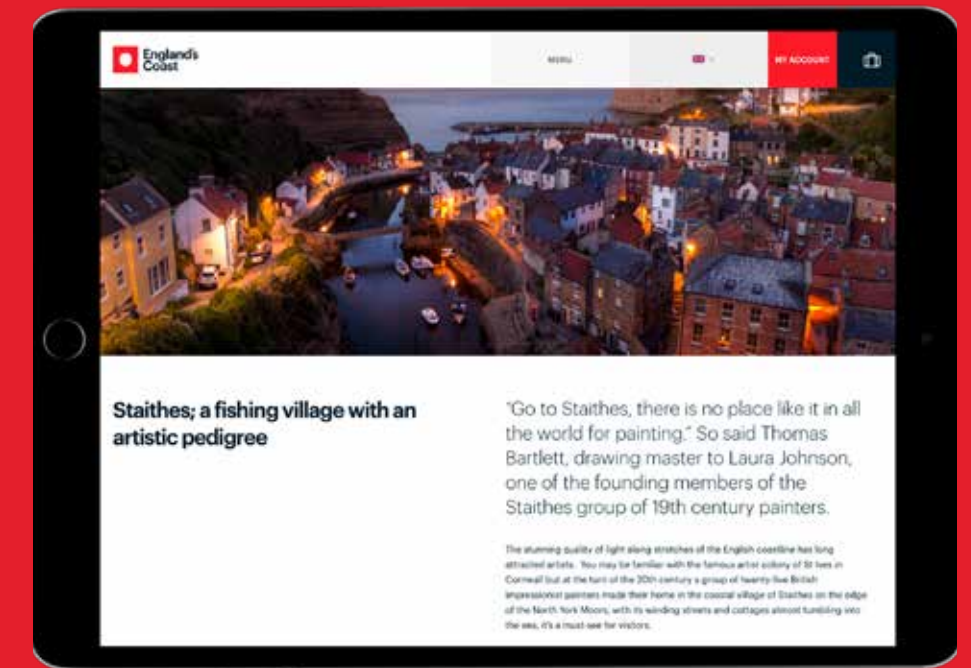 England's
Coast
MENU
MY ACCOUNT
Staithes; a fishing village with an
artistic pedigree
"Go to Staithes, there is no place like it in all
the world for painting." So said Thomas
Bartlett, drawing master to Laura Johnson,
one of the founding members of the
Staithes group of 19th century painters.
The stunning quality of light along stretches of the English coastline has long
attracted artists. You may be familiar with the famous artist colony of St Ives in
Cornwall but at the turn of the 20th century a group of twenty-five British
impressionist painters made their home in the coastal village of Staithes on the edge
of the North York Moors, with its winding streets and cottages almost tumbling into
the sea, it's a must-see for visitors.